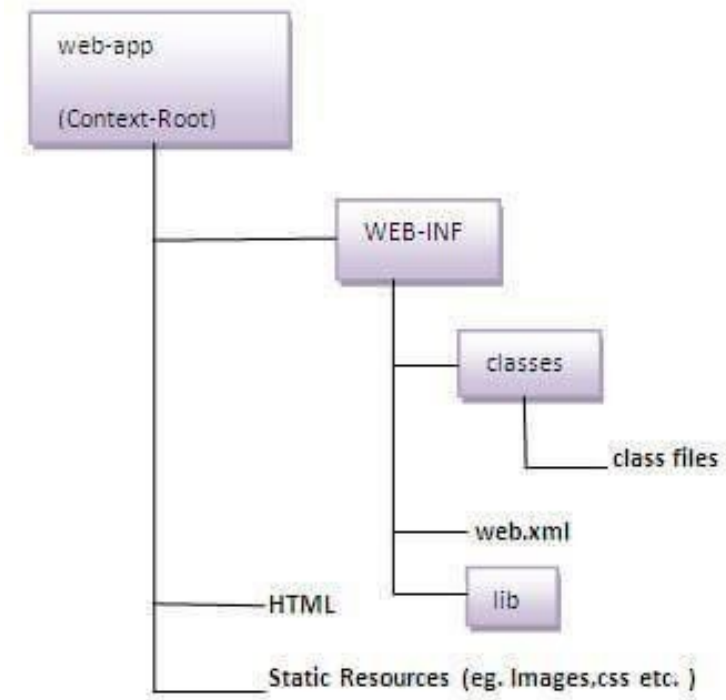 web-app
(Context-Root)
WEB-INF
classes
class files
web.xml
lib
HTML
Static Resources (eg. Images,css etc. )